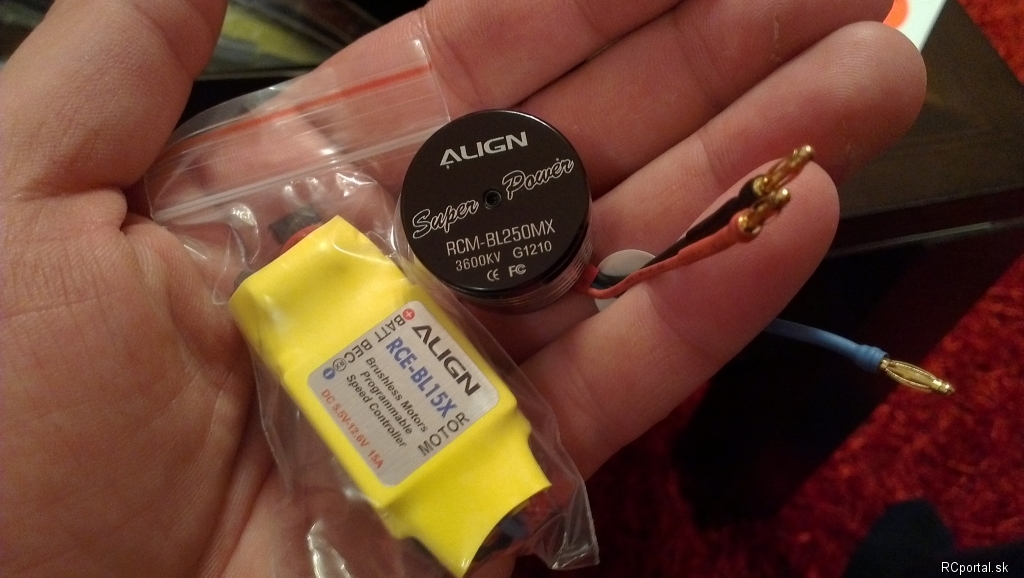 ALIGN
Super Power
RCM-BL250MX
3600KV G1210
CE FC
BATT BEC
ALIGN
RCE-BL15X
Brushless Motors
Programmable
Speed Controller
DC 5.5V-12.6V 15A
MOTOR
RCportal.sk